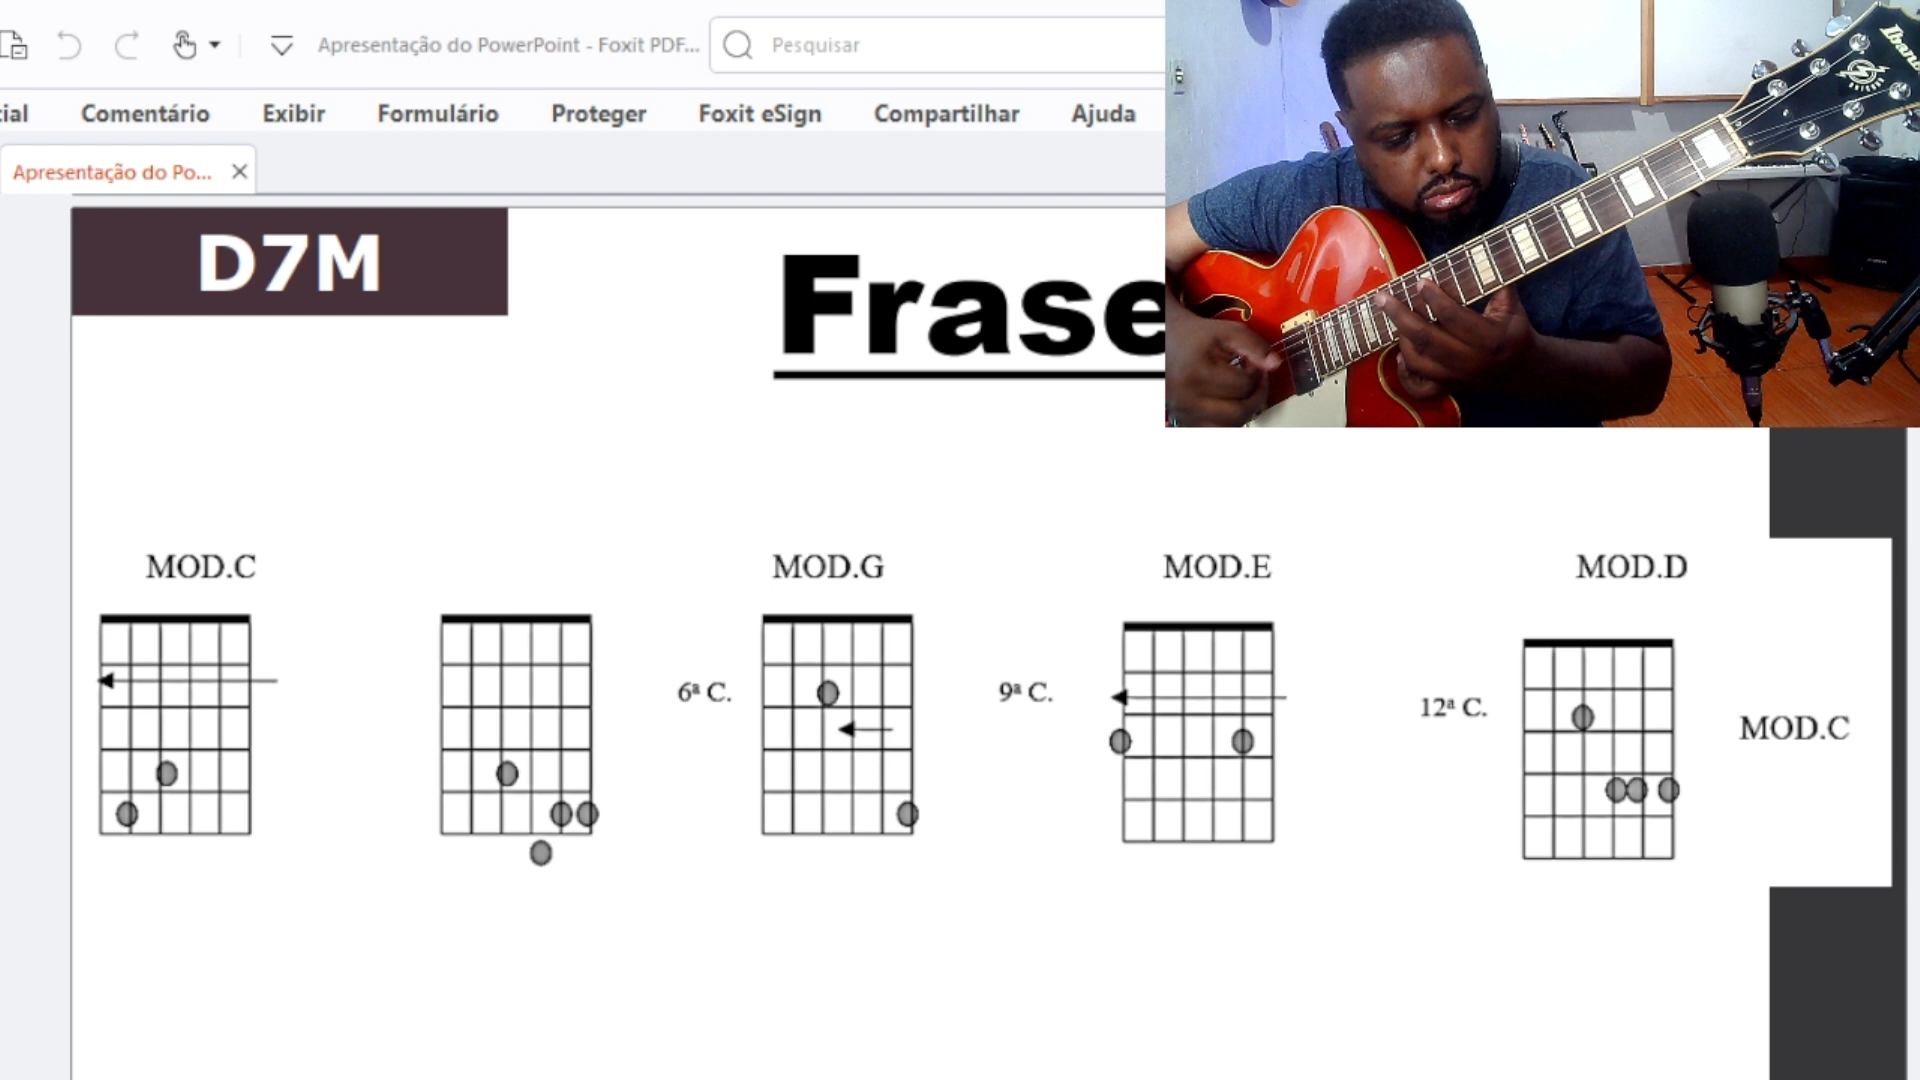 Apresentação do PowerPoint - Foxit PDF...
Pesquisar
Comentário
Exibir
Formulário
Proteger
Foxit eSign
Compartilhar
Ajuda
Apresentação do Po...
D7M
Frase
MOD.C
MOD.G
MOD.E
MOD.D
6ª C.
9ª C.
12ª C.
MOD.C